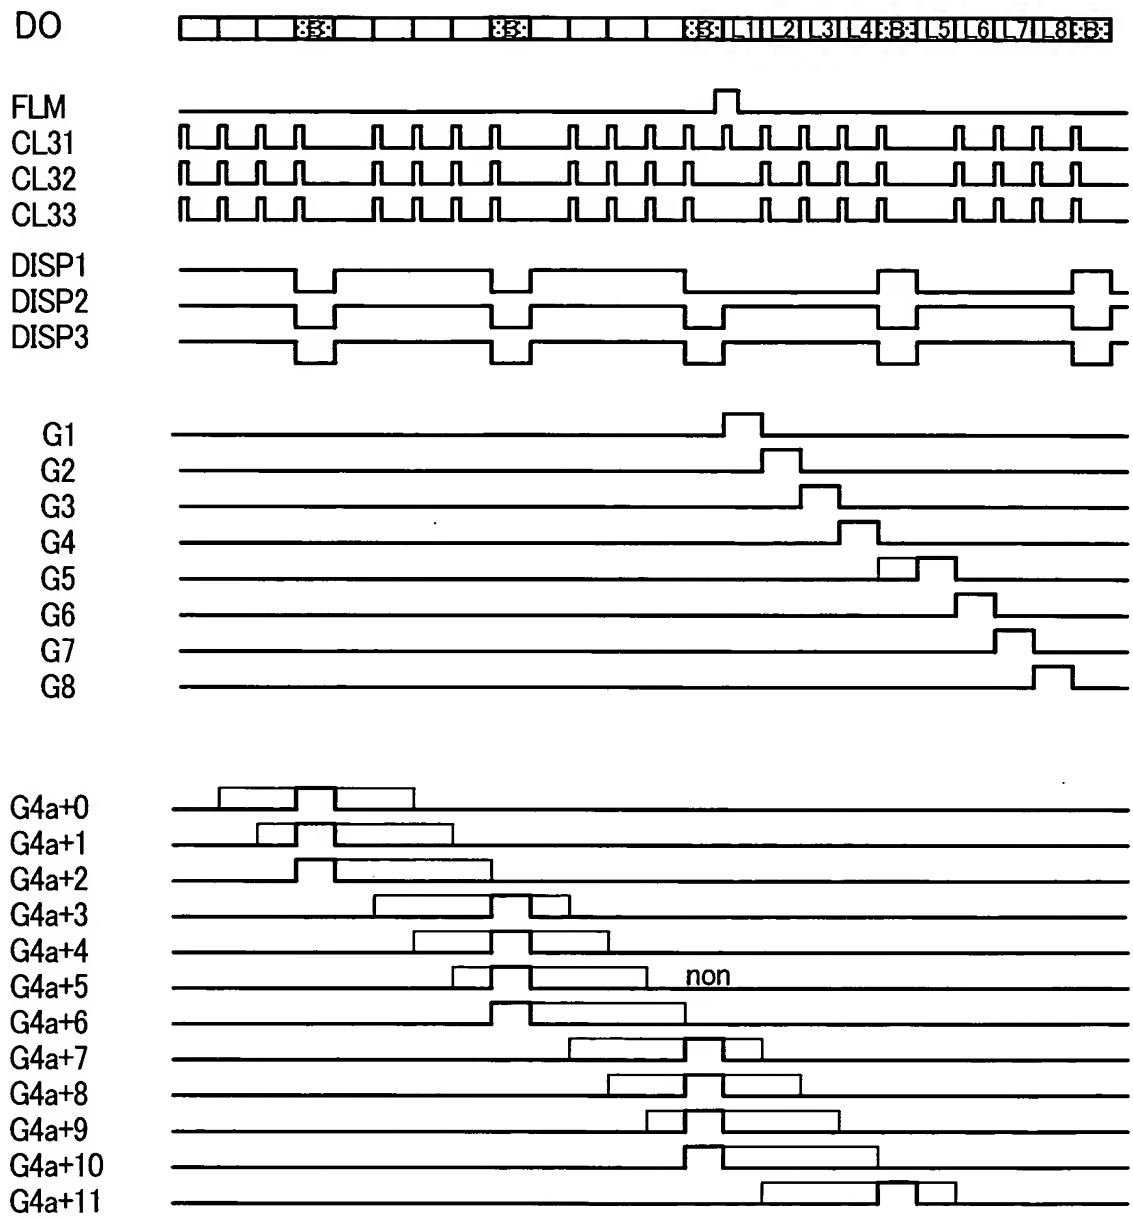 DO B B B L1 L2 L3 L4 B L5 L6 L7 L8 B
FLM
CL31
CL32
CL33
DISP1
DISP2
DISP3
G1
G2
G3
G4
G5
G6
G7
G8
G4a+0
G4a+1
G4a+2
G4a+3
G4a+4
G4a+5 non
G4a+6
G4a+7
G4a+8
G4a+9
G4a+10
G4a+11